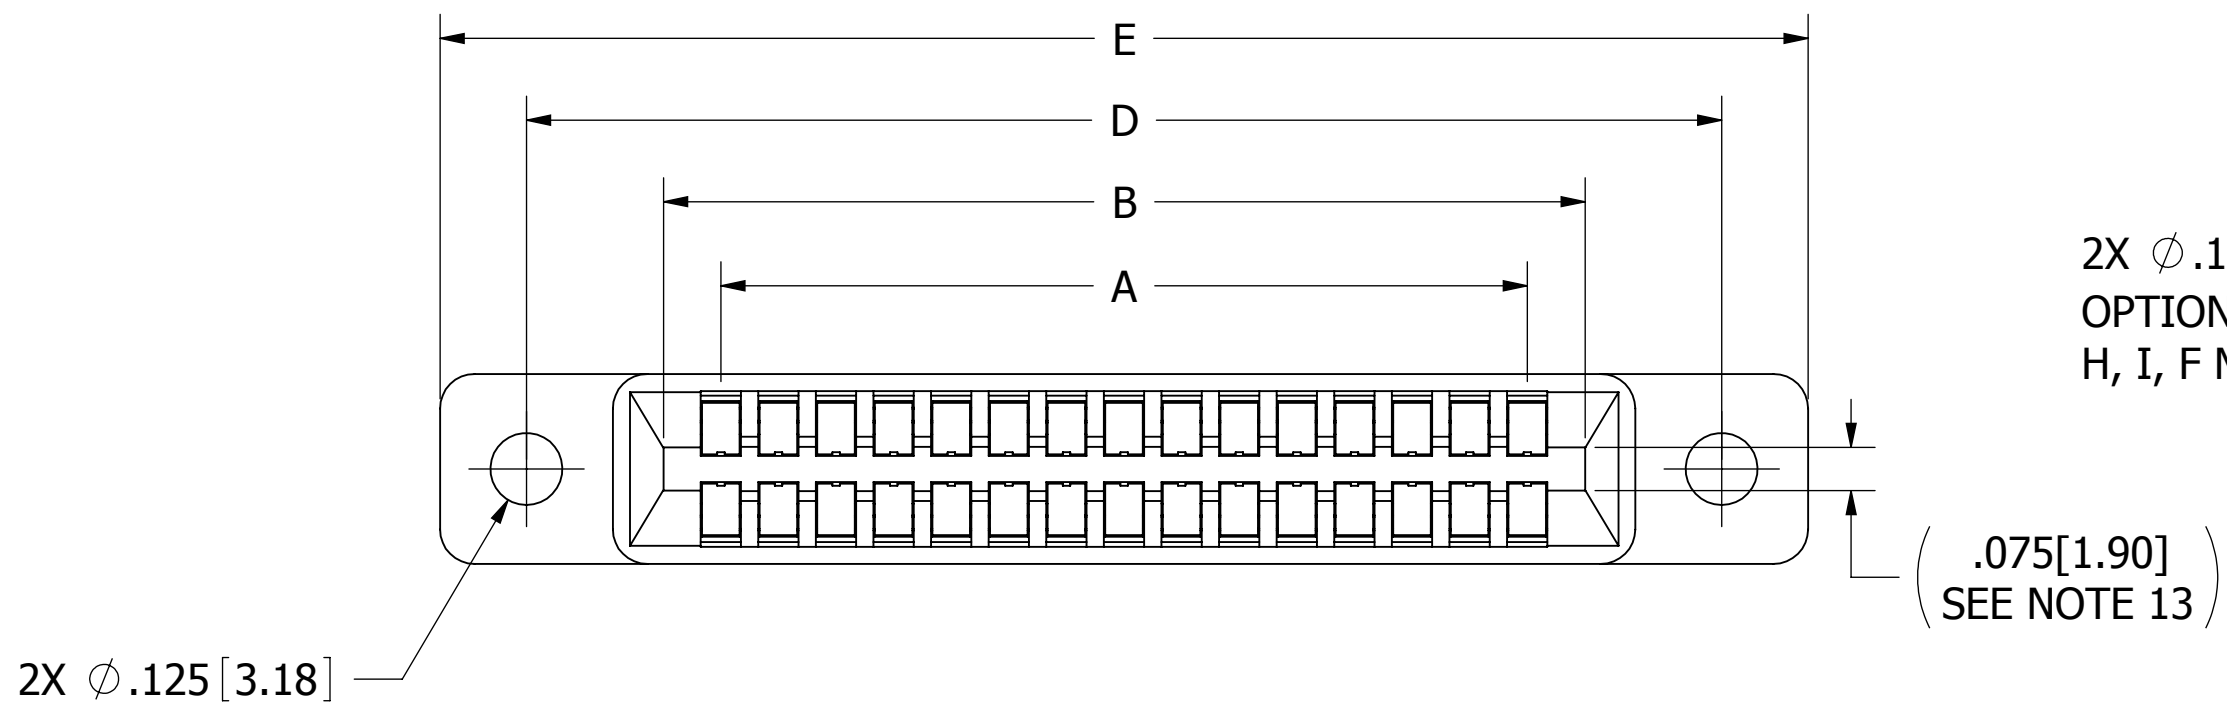 E
D
B
A
2X ∅.1
OPTION
H, I, F
.075[1.90]
SEE NOTE 13
2X ∅.125[3.18]